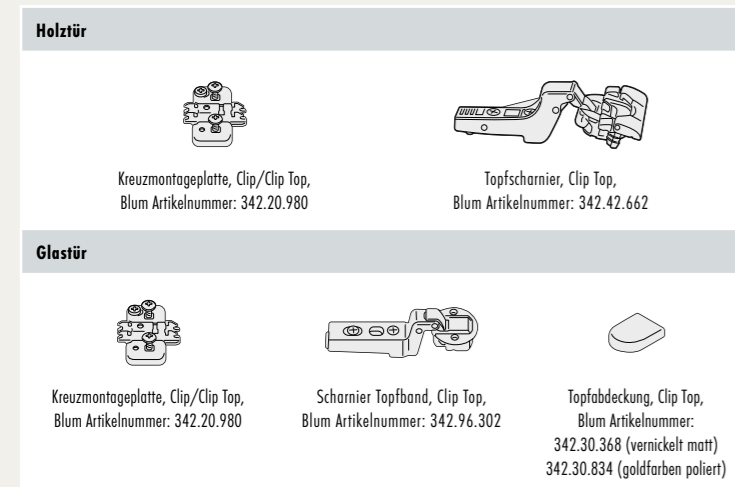 Holztür
Kreuzmontageplatte, Clip/Clip Top,
Blum Artikelnummer: 342.20.980
Topfscharnier, Clip Top,
Blum Artikelnummer: 342.42.662
Glastür
Kreuzmontageplatte, Clip/Clip Top,
Blum Artikelnummer: 342.20.980
Scharnier Topfband, Clip Top,
Blum Artikelnummer: 342.96.302
Topfabdeckung, Clip Top,
Blum Artikelnummer:
342.30.368 (vernickelt matt)
342.30.834 (goldfarben poliert)